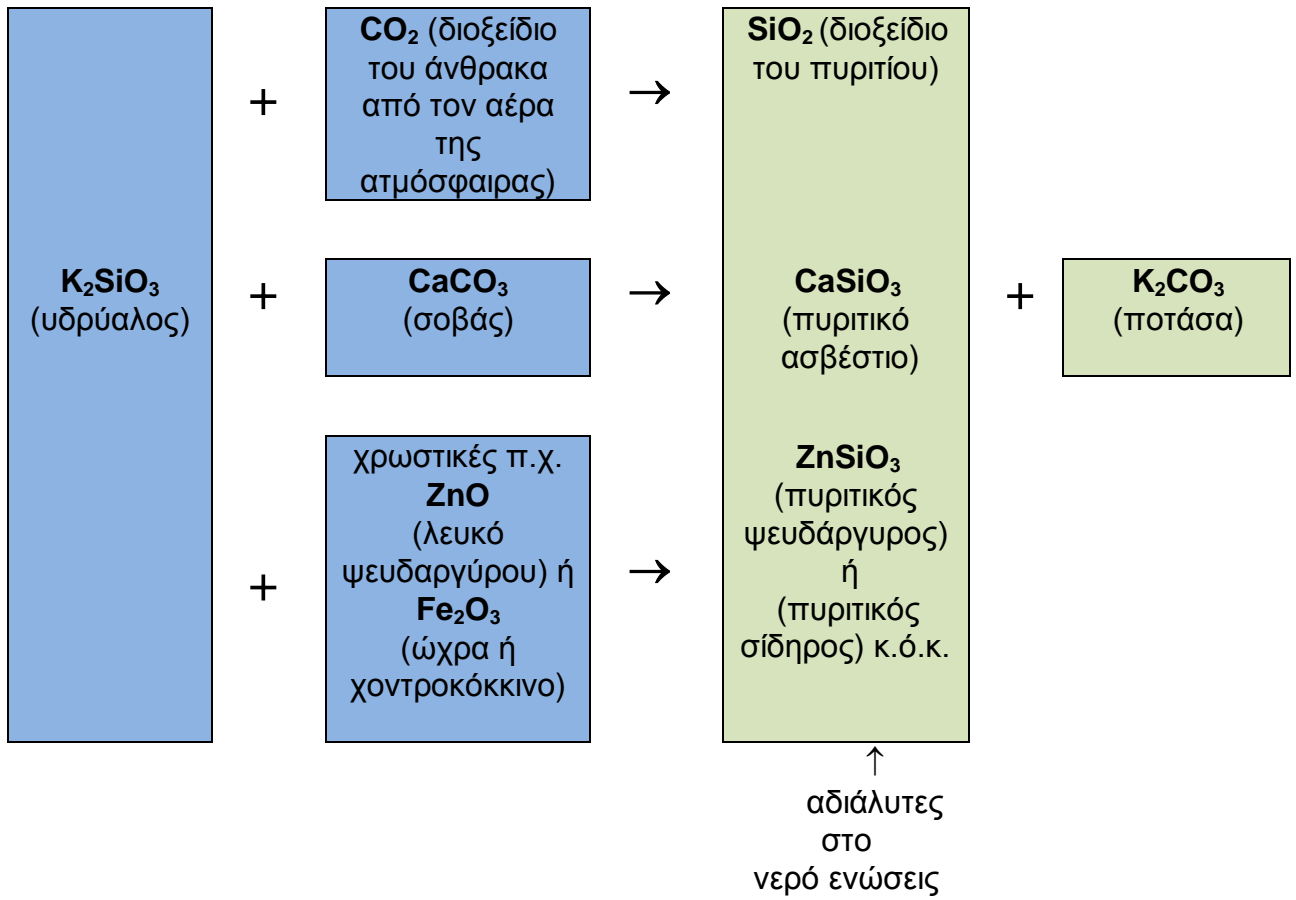 K₂SiO₃
(υδρύαλος)
+
CO₂ (διοξείδιο
του άνθρακα
από τον αέρα
της
ατμόσφαιρας)
→
SiO₂ (διοξείδιο
του πυριτίου)
+
CaCO₃
(σοβάς)
→
CaSiO₃
(πυριτικό
ασβέστιο)
+
K₂CO₃
(ποτάσα)
+
χρωστικές π.χ.
ZnO
(λευκό
ψευδαργύρου) ή
Fe₂O₃
(ώχρα ή
χοντροκόκκινο)
→
ZnSiO₃
(πυριτικός
ψευδάργυρος)
ή
(πυριτικός
σίδηρος) κ.ό.κ.
↑
αδιάλυτες
στο
νερό ενώσεις